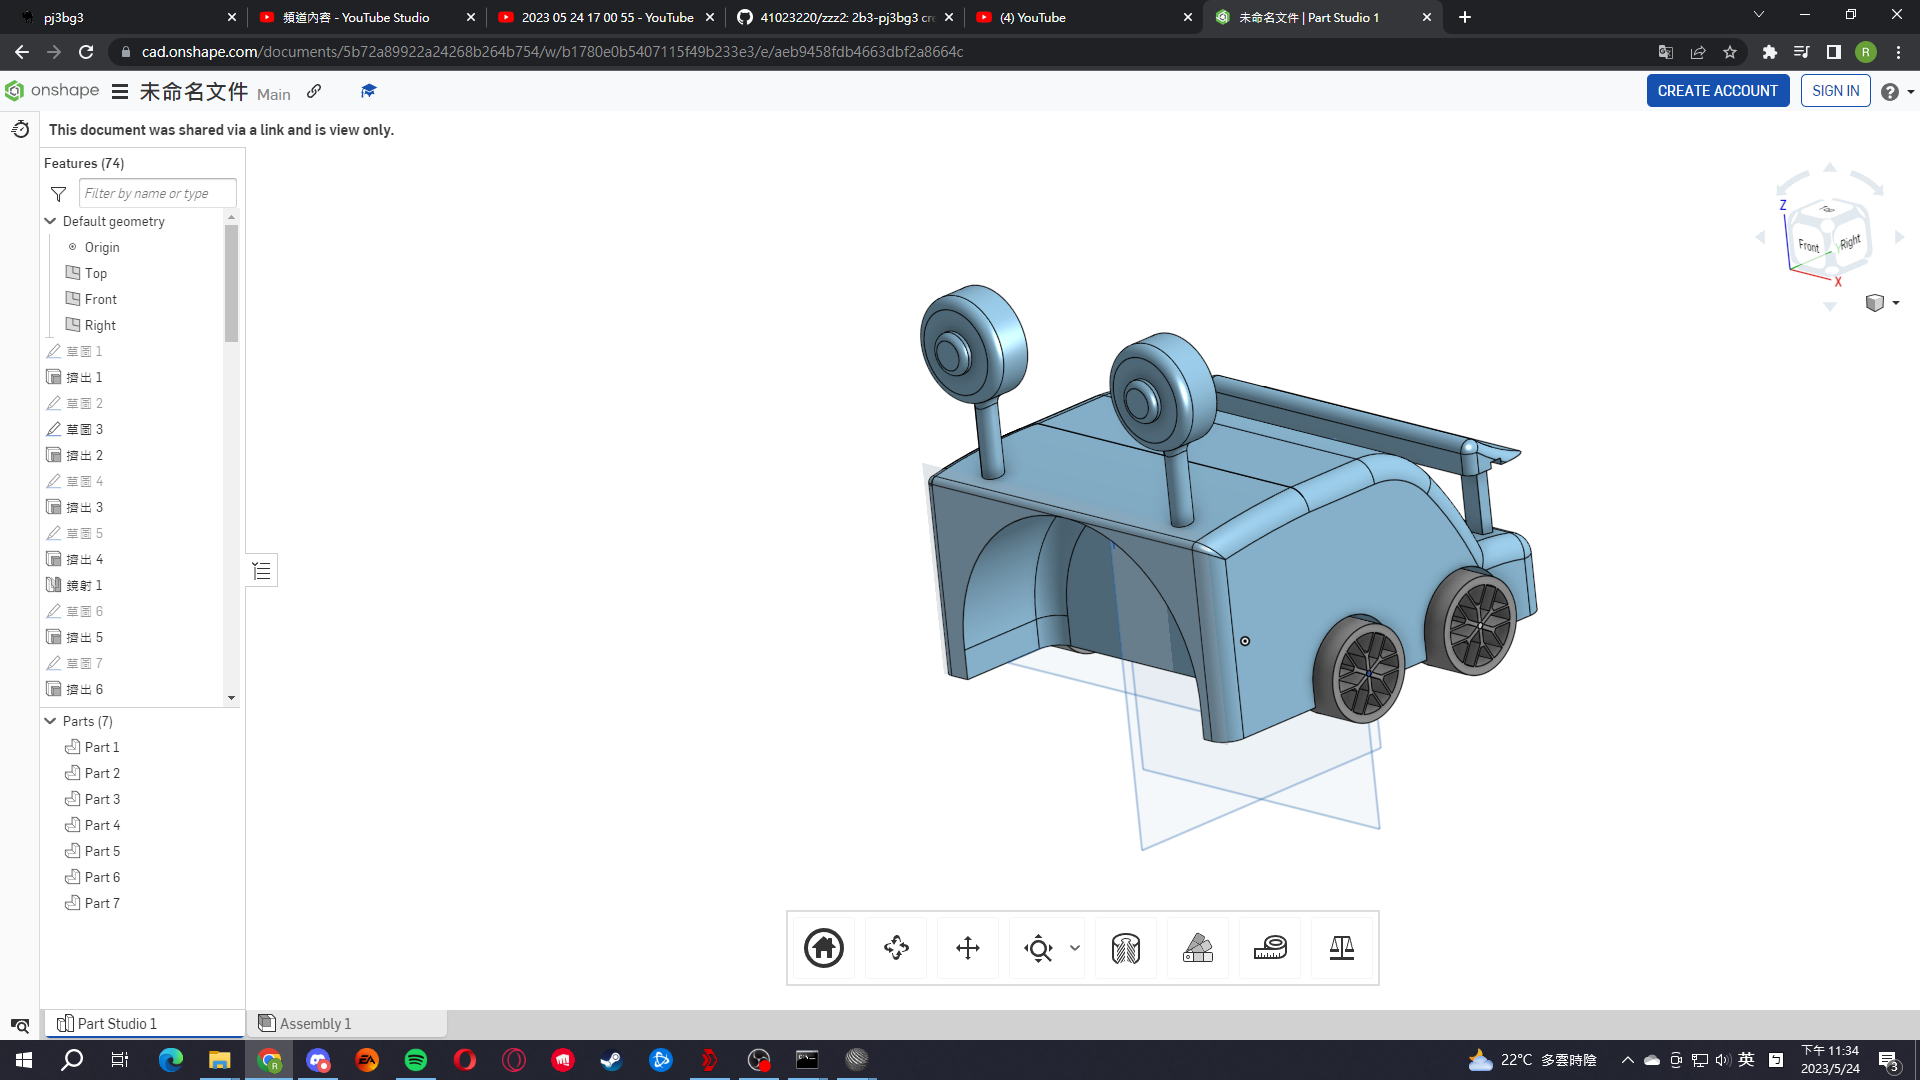 pj3bg3
頻道內容 - YouTube Studio
2023 05 24 17 00 55 - YouTube
41023220/zzz2: 2b3-pj3bg3 cre
(4) YouTube
未命名文件 | Part Studio 1
cad.onshape.com/documents/5b72a89922a24268b264b754/w/b1780e0b5407115f49b233e3/e/aeb9458fdb4663dbf2a8664c
R
onshape
未命名文件
Main
CREATE ACCOUNT
SIGN IN
This document was shared via a link and is view only.
Features (74)
Filter by name or type
Default geometry
Origin
Top
Front
Right
草圖 1
擠出 1
草圖 2
草圖 3
擠出 2
草圖 4
擠出 3
草圖 5
擠出 4
鏡射 1
草圖 6
擠出 5
草圖 7
擠出 6
Parts (7)
Part 1
Part 2
Part 3
Part 4
Part 5
Part 6
Part 7
Z
Top
Front
Right
X
Part Studio 1
Assembly 1
EA
22°C 多雲時陰
英
下午 11:34
2023/5/24
3